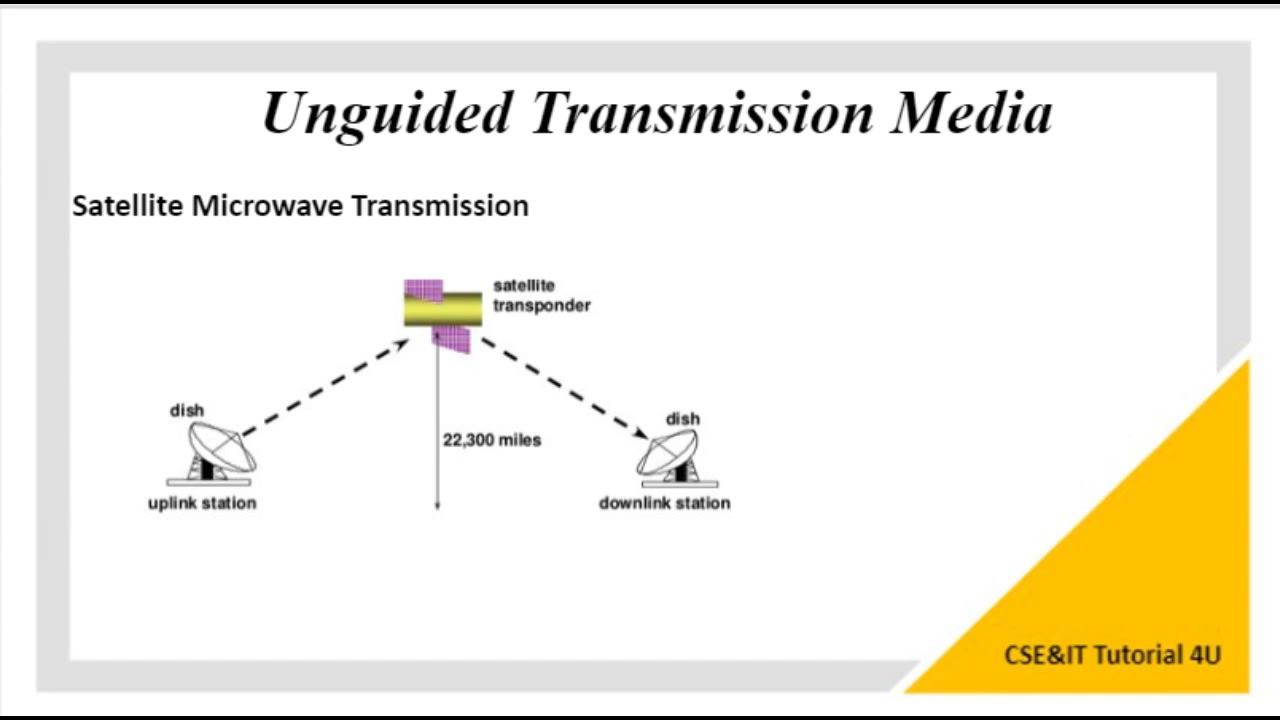 Unguided Transmission Media
Satellite Microwave Transmission
satellite
transponder
dish
dish
22,300 miles
uplink station
downlink station
CSE&IT Tutorial 4U